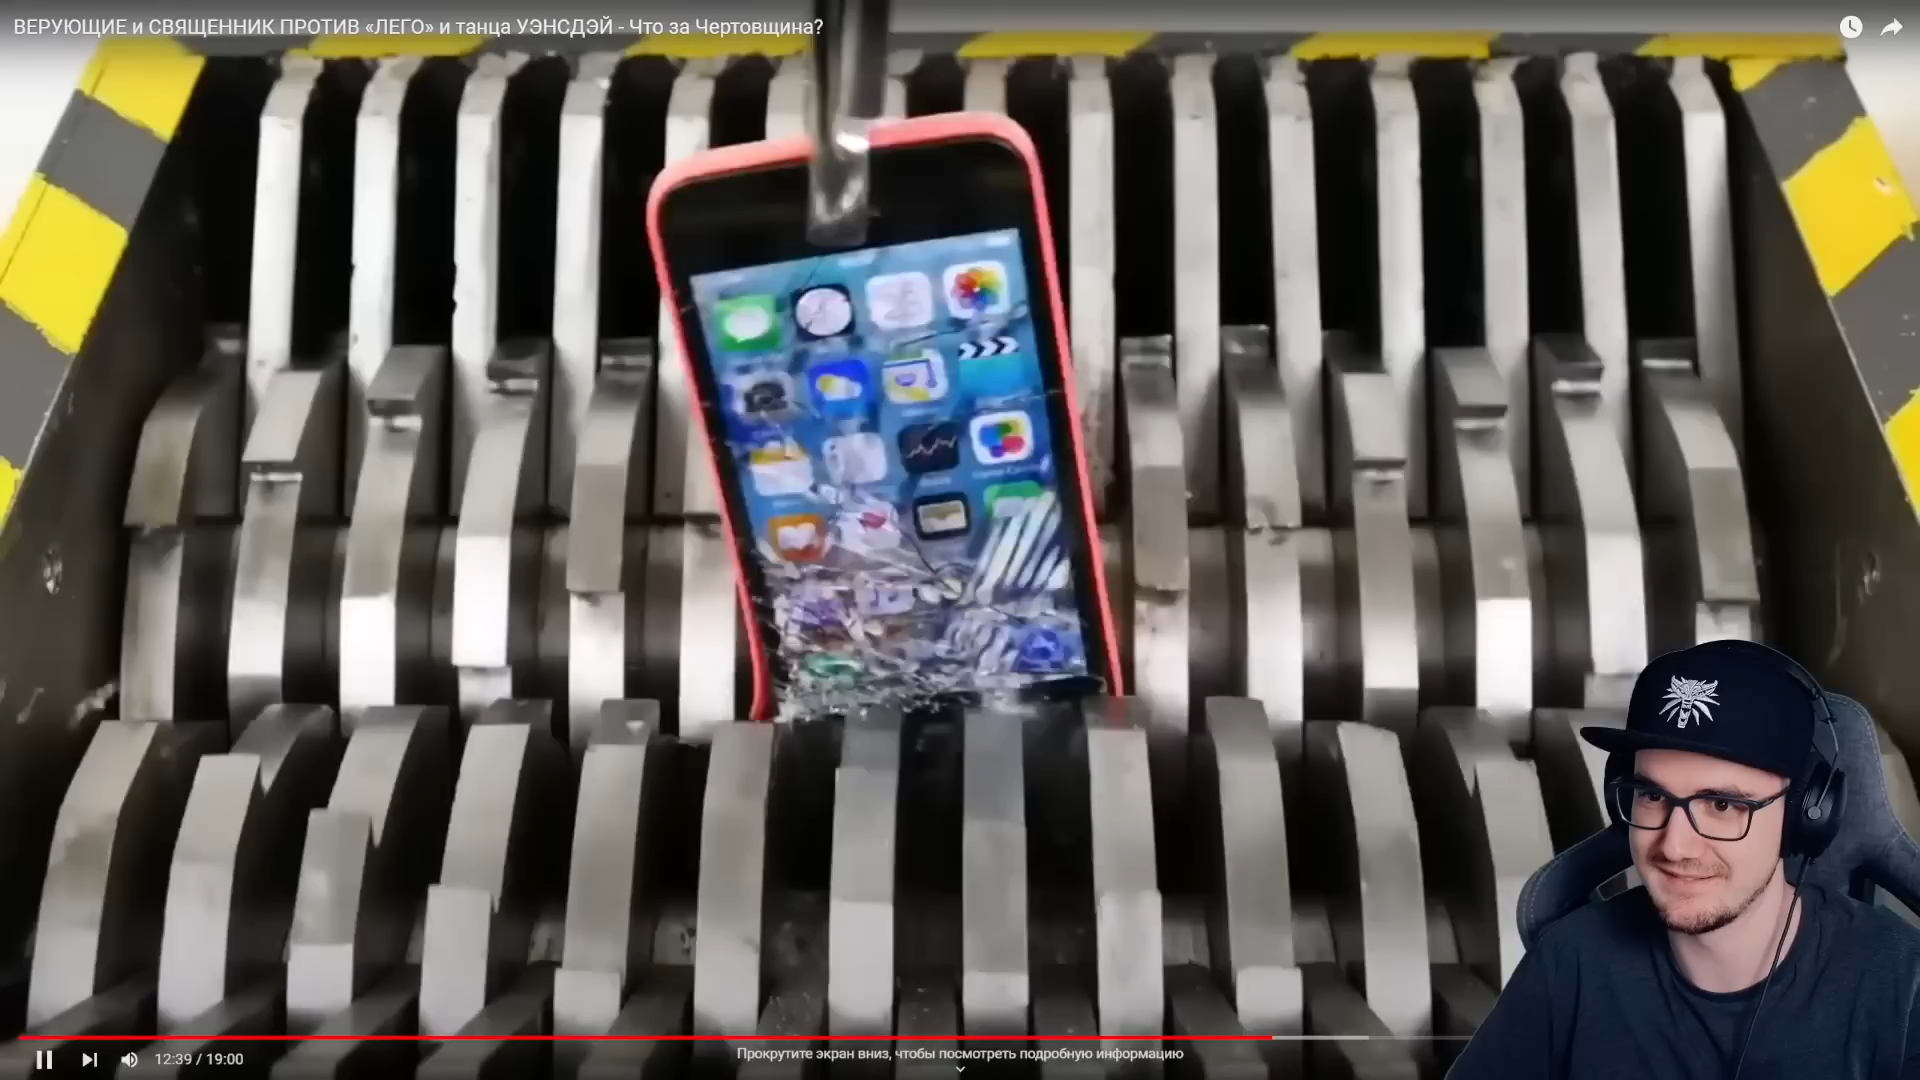 ВЕРУЮЩИЕ и СВЯЩЕННИК ПРОТИВ «ЛЕГО» и танца УЭНСДЭЙ - Что за Чертовщина?
12:39 / 19:00
Прокрутите экран вниз, чтобы посмотреть подробную информацию